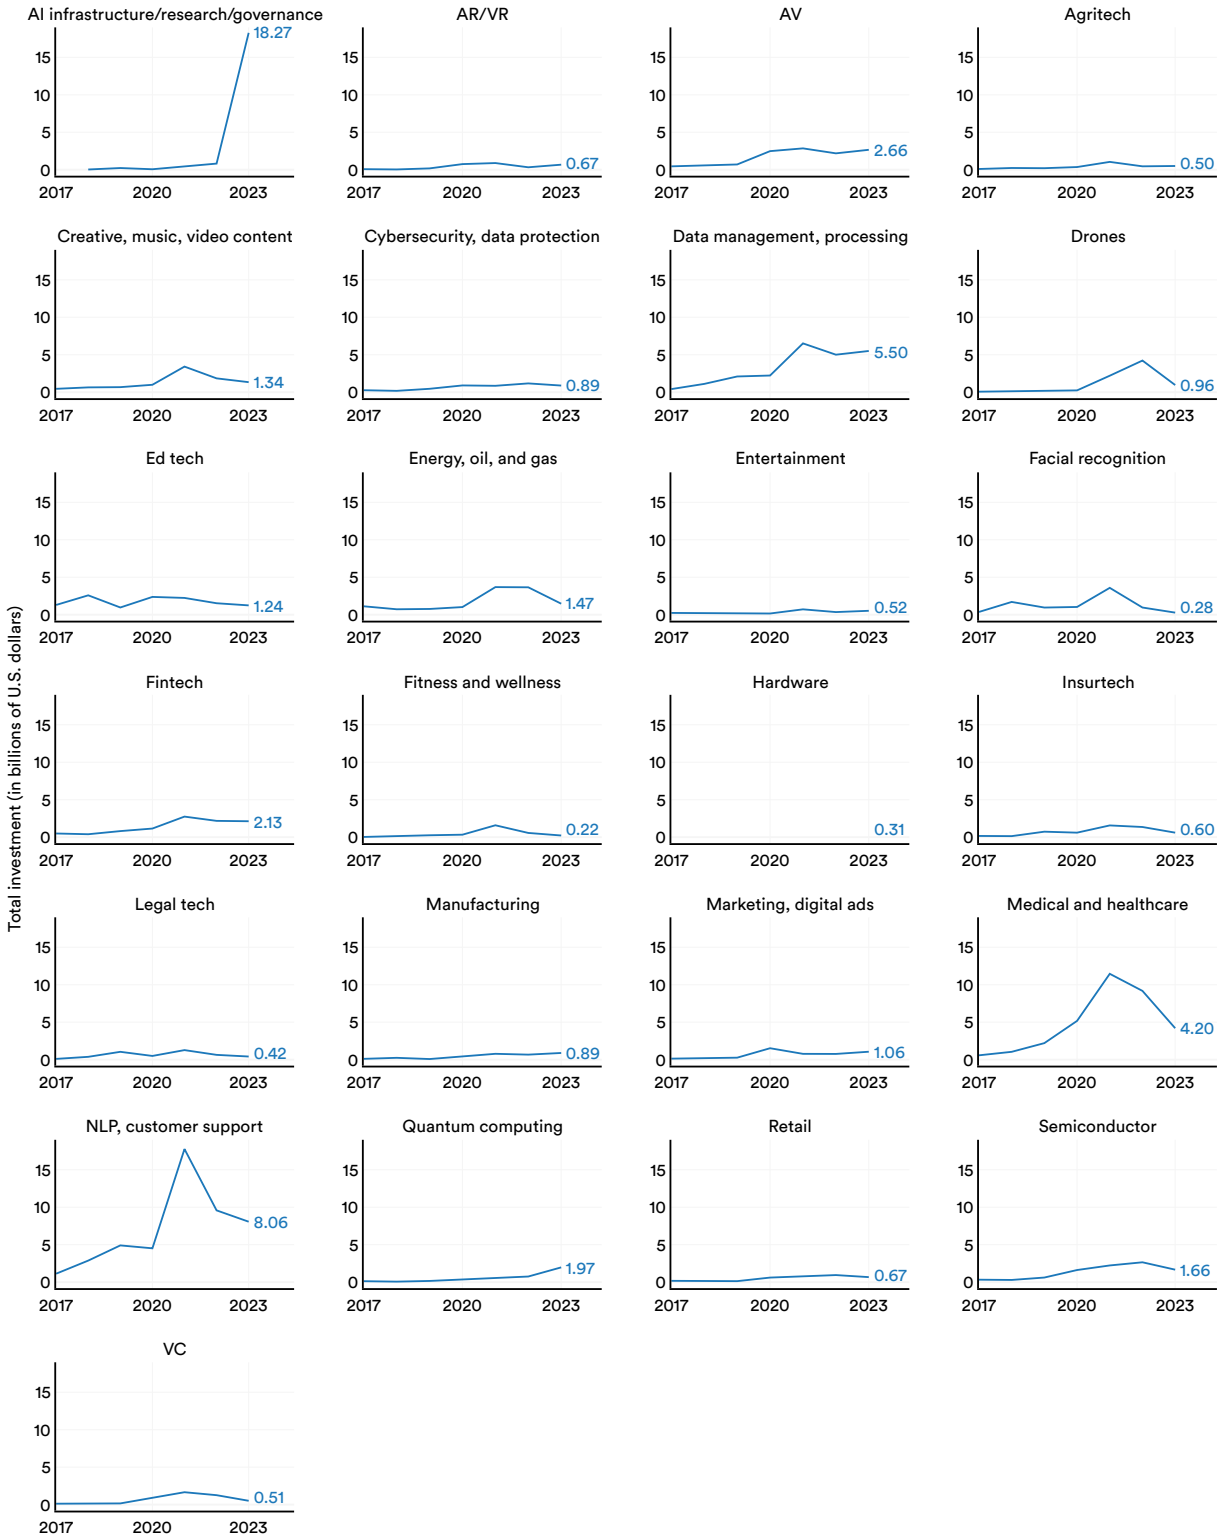 Total investment (in billions of U.S. dollars)
AI infrastructure/research/governance
15
10
5
0
18.27
2017 2020 2023
AR/VR
15
10
5
0
0.67
2017 2020 2023
AV
15
10
5
0
2.66
2017 2020 2023
Agritech
15
10
5
0
0.50
2017 2020 2023
Creative, music, video content
15
10
5
0
1.34
2017 2020 2023
Cybersecurity, data protection
15
10
5
0
0.89
2017 2020 2023
Data management, processing
15
10
5
0
5.50
2017 2020 2023
Drones
15
10
5
0
0.96
2017 2020 2023
Ed tech
15
10
5
0
1.24
2017 2020 2023
Energy, oil, and gas
15
10
5
0
1.47
2017 2020 2023
Entertainment
15
10
5
0
0.52
2017 2020 2023
Facial recognition
15
10
5
0
0.28
2017 2020 2023
Fintech
15
10
5
0
2.13
2017 2020 2023
Fitness and wellness
15
10
5
0
0.22
2017 2020 2023
Hardware
15
10
5
0
0.31
2017 2020 2023
Insurtech
15
10
5
0
0.60
2017 2020 2023
Legal tech
15
10
5
0
0.42
2017 2020 2023
Manufacturing
15
10
5
0
0.89
2017 2020 2023
Marketing, digital ads
15
10
5
0
1.06
2017 2020 2023
Medical and healthcare
15
10
5
0
4.20
2017 2020 2023
NLP, customer support
15
10
5
0
8.06
2017 2020 2023
Quantum computing
15
10
5
0
1.97
2017 2020 2023
Retail
15
10
5
0
0.67
2017 2020 2023
Semiconductor
15
10
5
0
1.66
2017 2020 2023
VC
15
10
5
0
0.51
2017 2020 2023